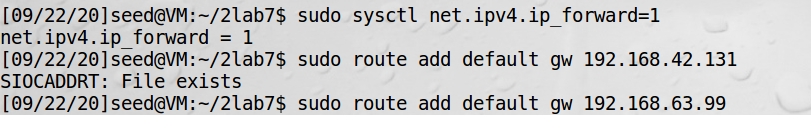 [09/22/20]seed@VM:~/2lab7$ sudo sysctl net.ipv4.ip_forward=1
net.ipv4.ip_forward = 1
[09/22/20]seed@VM:~/2lab7$ sudo route add default gw 192.168.42.131
SIOCADDRT: File exists
[09/22/20]seed@VM:~/2lab7$ sudo route add default gw 192.168.63.99